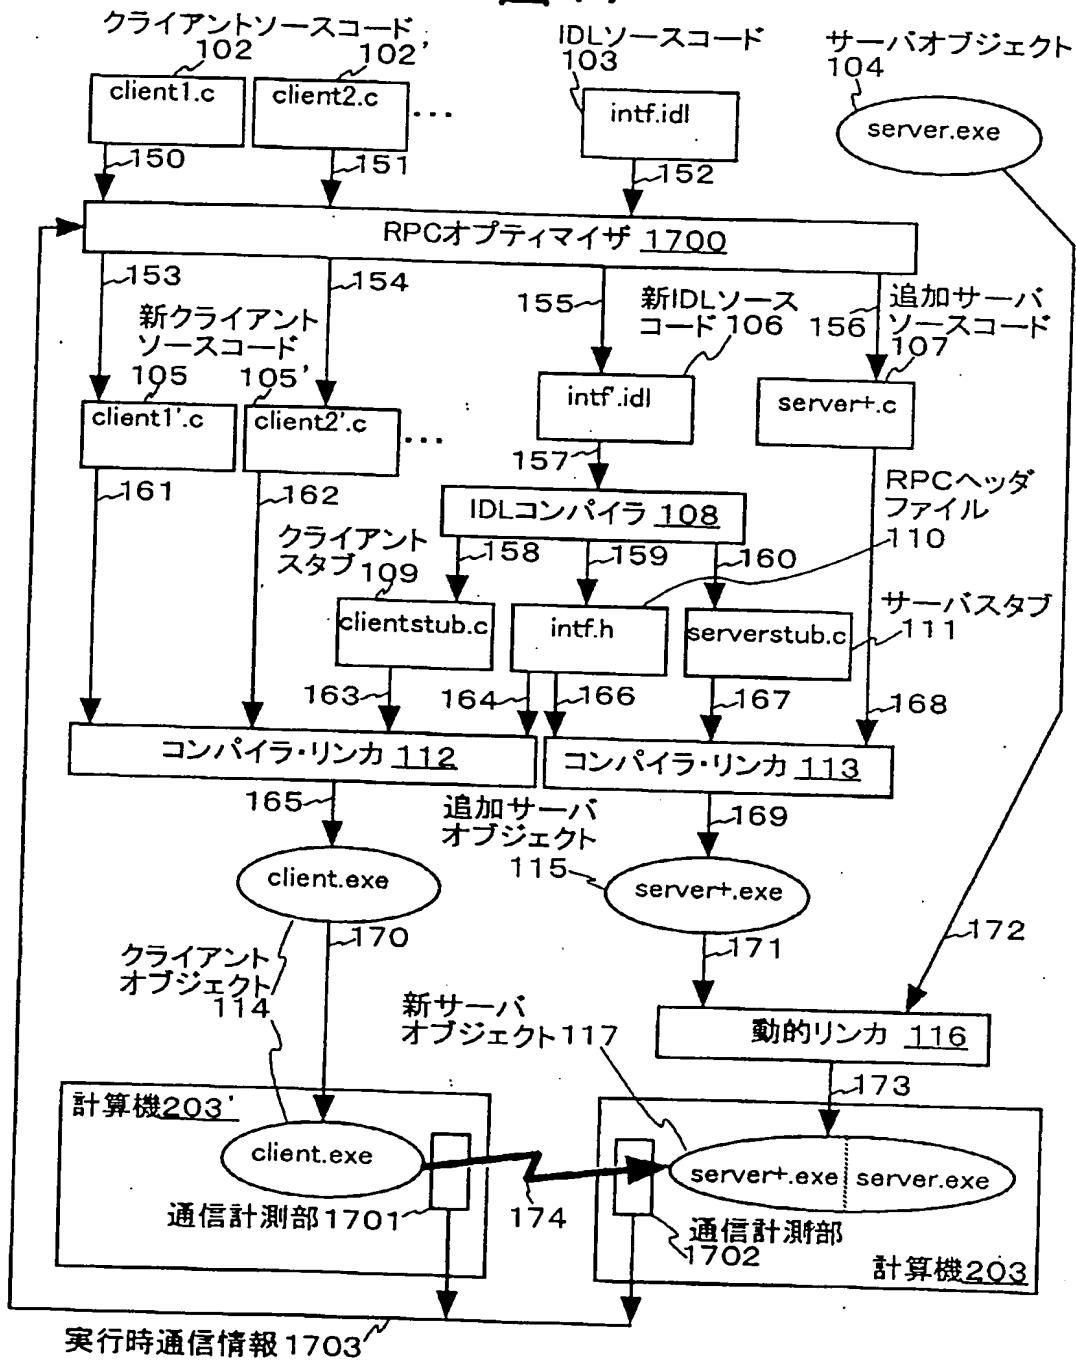 クライアントソースコード
102
102'
IDLソースコード
103
サーバオブジェクト
104
client1.c
client2.c
...
intf.idl
server.exe
150
151
152
RPCオプティマイザ 1700
153
154
155
新IDLソース
コード 106
156
追加サーバ
ソースコード
107
新クライアント
ソースコード
105
105'
client1'.c
client2'.c
...
intf'.idl
server+.c
157
161
162
IDLコンパイラ 108
RPCヘッダ
ファイル
110
クライアント
スタブ
109
158
159
160
clientstub.c
intf.h
serverstub.c
サーバスタブ
111
163
164
166
167
168
コンパイラ・リンカ 112
コンパイラ・リンカ 113
165
追加サーバ
オブジェクト
115
169
client.exe
server+.exe
170
171
172
クライアント
オブジェクト
114
新サーバ
オブジェクト117
動的リンカ 116
173
計算機203'
client.exe
server+.exe
server.exe
通信計測部1701
174
通信計測部
1702
計算機203
実行時通信情報1703